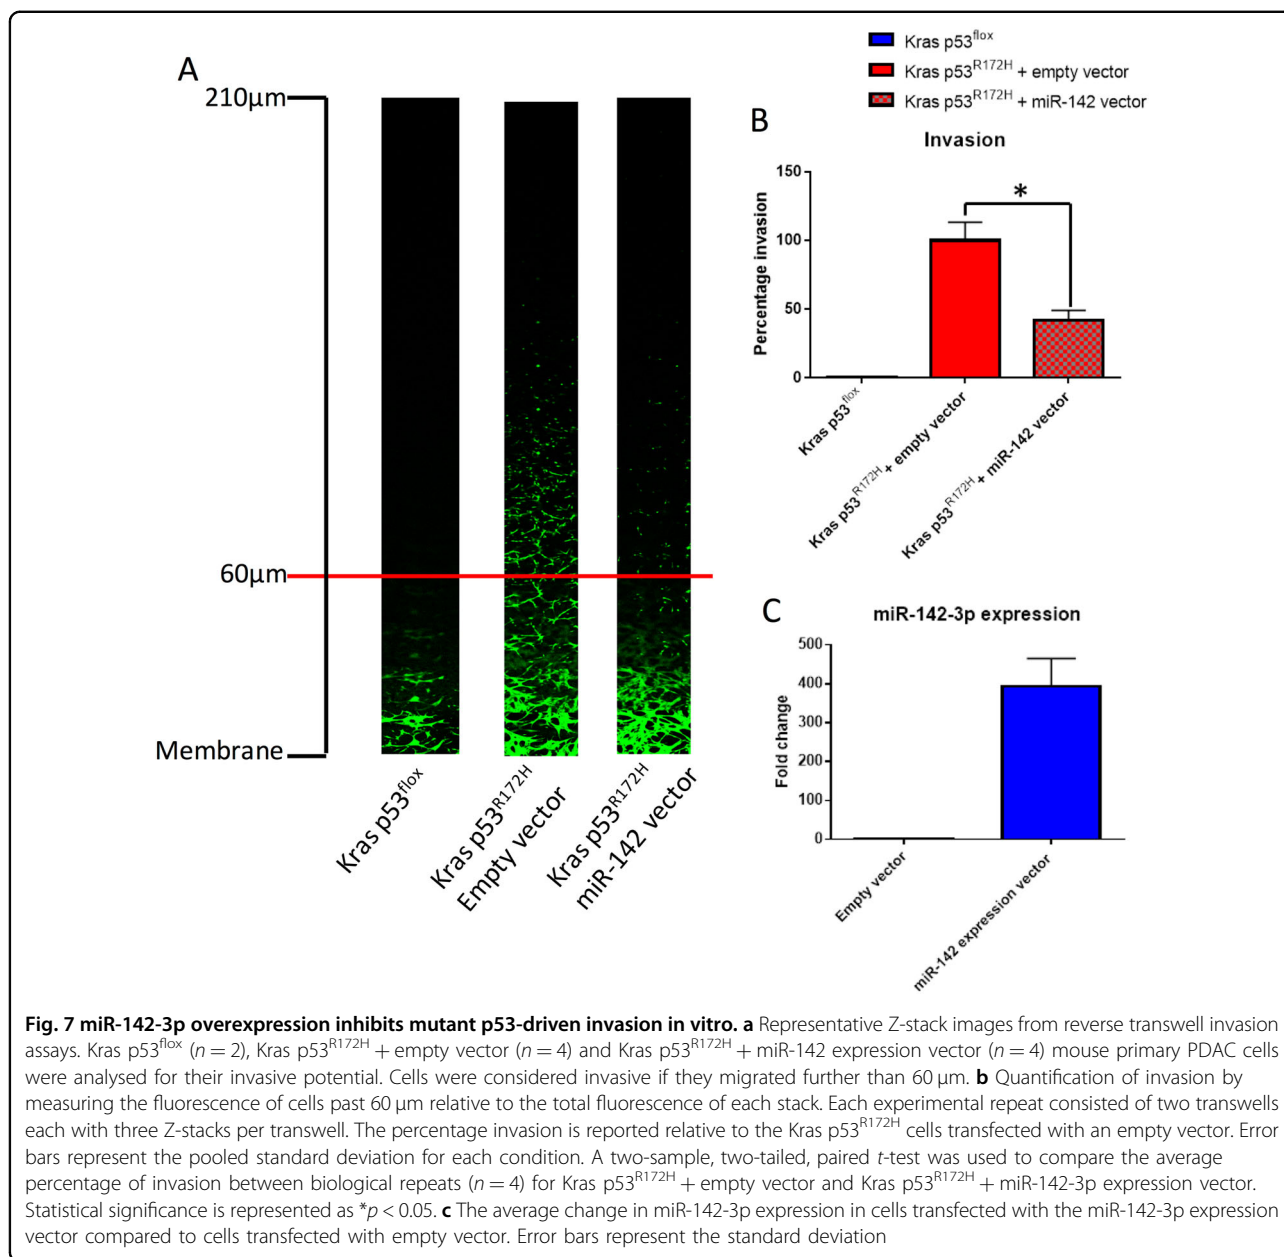 Kras p53flox
Kras p53R172H + empty vector
Kras p53R172H + miR-142 vector
A
210µm
60µm
Membrane
Kras p53flox
Kras p53R172H
Empty vector
Kras p53R172H
miR-142 vector
B
Invasion
Percentage invasion
150
100
50
0
*
Kras p53flox
Kras p53R172H + empty vector
Kras p53R172H + miR-142 vector
C
miR-142-3p expression
Fold change
500
400
300
200
100
0
Empty vector
miR-142 expression vector
Fig. 7 miR-142-3p overexpression inhibits mutant p53-driven invasion in vitro. a Representative Z-stack images from reverse transwell invasion
assays. Kras p53flox (n = 2), Kras p53R172H + empty vector (n = 4) and Kras p53R172H + miR-142 expression vector (n = 4) mouse primary PDAC cells
were analysed for their invasive potential. Cells were considered invasive if they migrated further than 60 µm. b Quantification of invasion by
measuring the fluorescence of cells past 60 µm relative to the total fluorescence of each stack. Each experimental repeat consisted of two transwells
each with three Z-stacks per transwell. The percentage invasion is reported relative to the Kras p53R172H cells transfected with an empty vector. Error
bars represent the pooled standard deviation for each condition. A two-sample, two-tailed, paired t-test was used to compare the average
percentage of invasion between biological repeats (n = 4) for Kras p53R172H + empty vector and Kras p53R172H + miR-142-3p expression vector.
Statistical significance is represented as *p < 0.05. c The average change in miR-142-3p expression in cells transfected with the miR-142-3p expression
vector compared to cells transfected with empty vector. Error bars represent the standard deviation